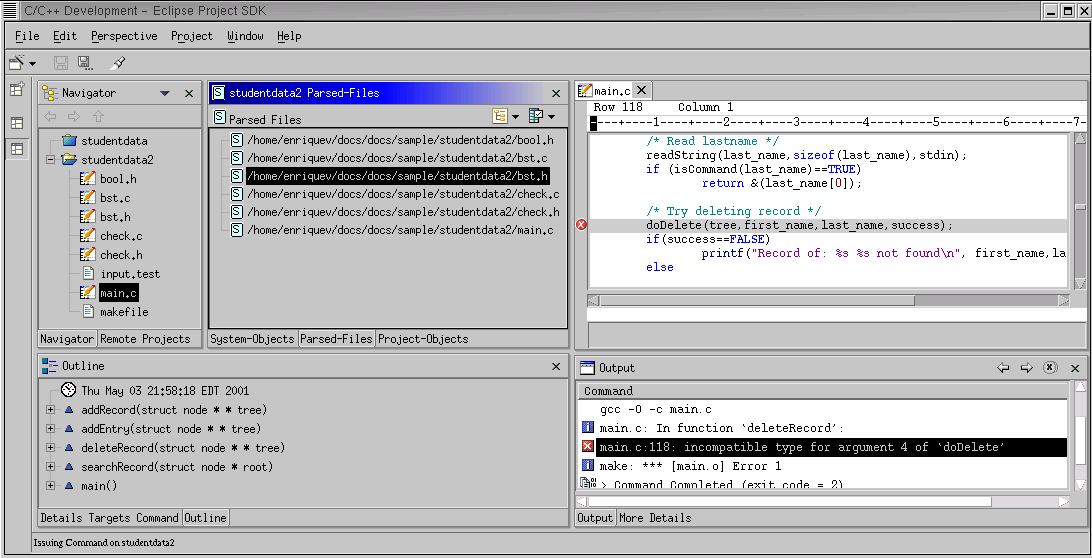 C/C++ Development - Eclipse Project SDK
File Edit Perspective Project Window Help
Navigator
studentdata
studentdata2
bool.h
bst.c
bst.h
check.c
check.h
input.test
main.c
makefile
Navigator Remote Projects
studentdata2 Parsed-Files
Parsed Files
/home/enriquev/docs/docs/sample/studentdata2/bool.h
/home/enriquev/docs/docs/sample/studentdata2/bst.c
/home/enriquev/docs/docs/sample/studentdata2/bst.h
/home/enriquev/docs/docs/sample/studentdata2/check.c
/home/enriquev/docs/docs/sample/studentdata2/check.h
/home/enriquev/docs/docs/sample/studentdata2/main.c
System-Objects Parsed-Files Project-Objects
main.c
Row 118 Column 1
----+----1----+----2----+----3----+----4----+----5----+----6----+----7-
/* Read lastname */
readString(last_name,sizeof(last_name),stdin);
if (isCommand(last_name)==TRUE)
return &(last_name[0]);
/* Try deleting record */
doDelete(tree,first_name,last_name,success);
if(success==FALSE)
printf("Record of: %s %s not found\n", first_name,la
else
Outline
Thu May 03 21:58:18 EDT 2001
addRecord(struct node * * tree)
addEntry(struct node * * tree)
deleteRecord(struct node * * tree)
searchRecord(struct node * root)
main()
Details Targets Command Outline
Output
Command
gcc -O -c main.c
main.c: In function `deleteRecord':
main.c:118: incompatible type for argument 4 of `doDelete'
make: *** [main.o] Error 1
> Command Completed (exit code = 2)
Output More Details
Issuing Command on studentdata2